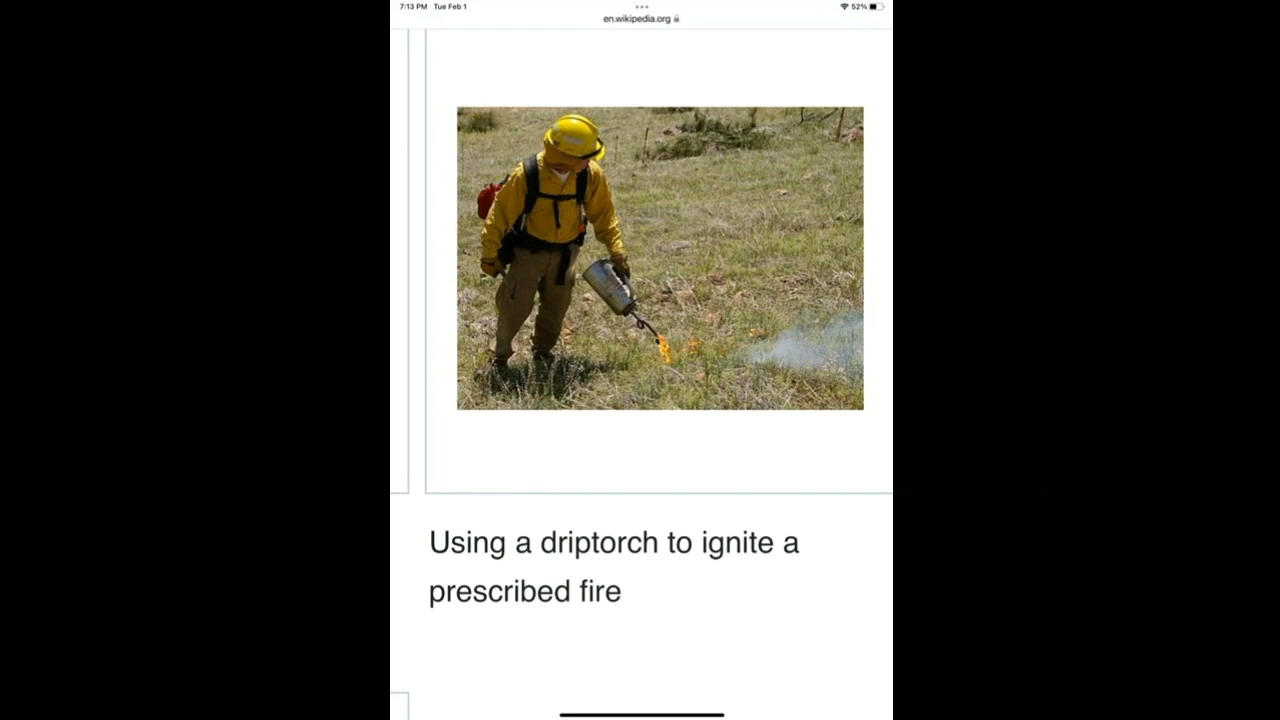 7:13 PM Tue Feb 1
52%
en.wikipedia.org
Using a driptorch to ignite a
prescribed fire